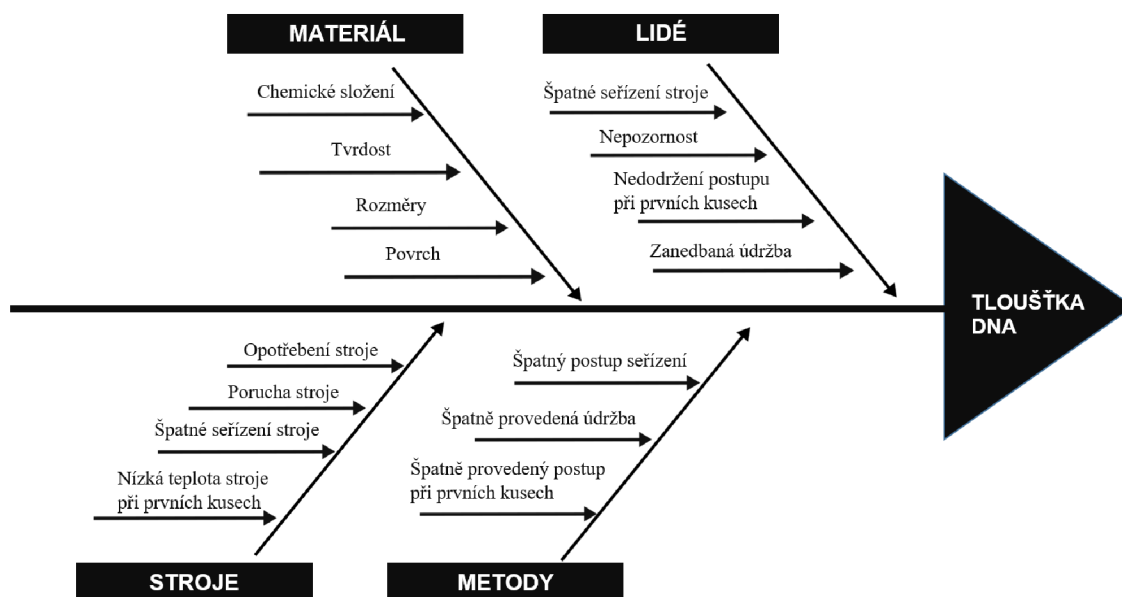 MATERIÁL
Chemické složení
Tvrdost
Rozměry
Povrch
LIDÉ
Špatné seřízení stroje
Nepozornost
Nedodržení postupu
při prvních kusech
Zanedbaná údržba
TLOUŠŤKA
DNA
Opotřebení stroje
Porucha stroje
Špatné seřízení stroje
Nízká teplota stroje
při prvních kusech
STROJE
Špatný postup seřízení
Špatně provedená údržba
Špatně provedený postup
při prvních kusech
METODY